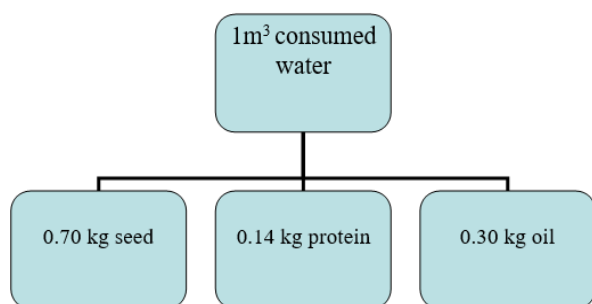 1m³ consumed
water
0.70 kg seed
0.14 kg protein
0.30 kg oil